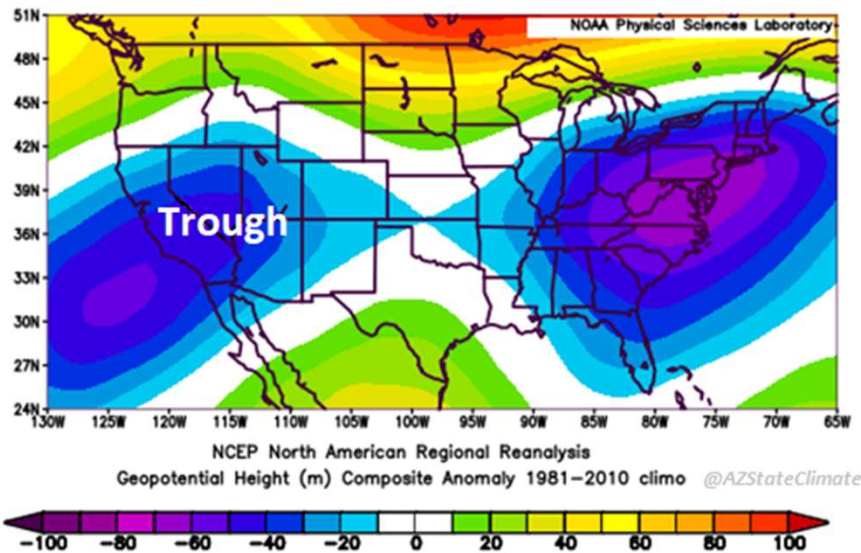 51N
NOAA Physical Sciences Laboratory
48N
45N
42N
39N
Trough
36N
33N
30N
27N
24N
130W 125W 120W 115W 110W 105W 100W 95W 90W 85W 80W 75W 70W 65W
NCEP North American Regional Reanalysis
Geopotential Height (m) Composite Anomaly 1981-2010 climo @AZStateClimate
-100 -80 -60 -40 -20 0 20 40 60 80 100